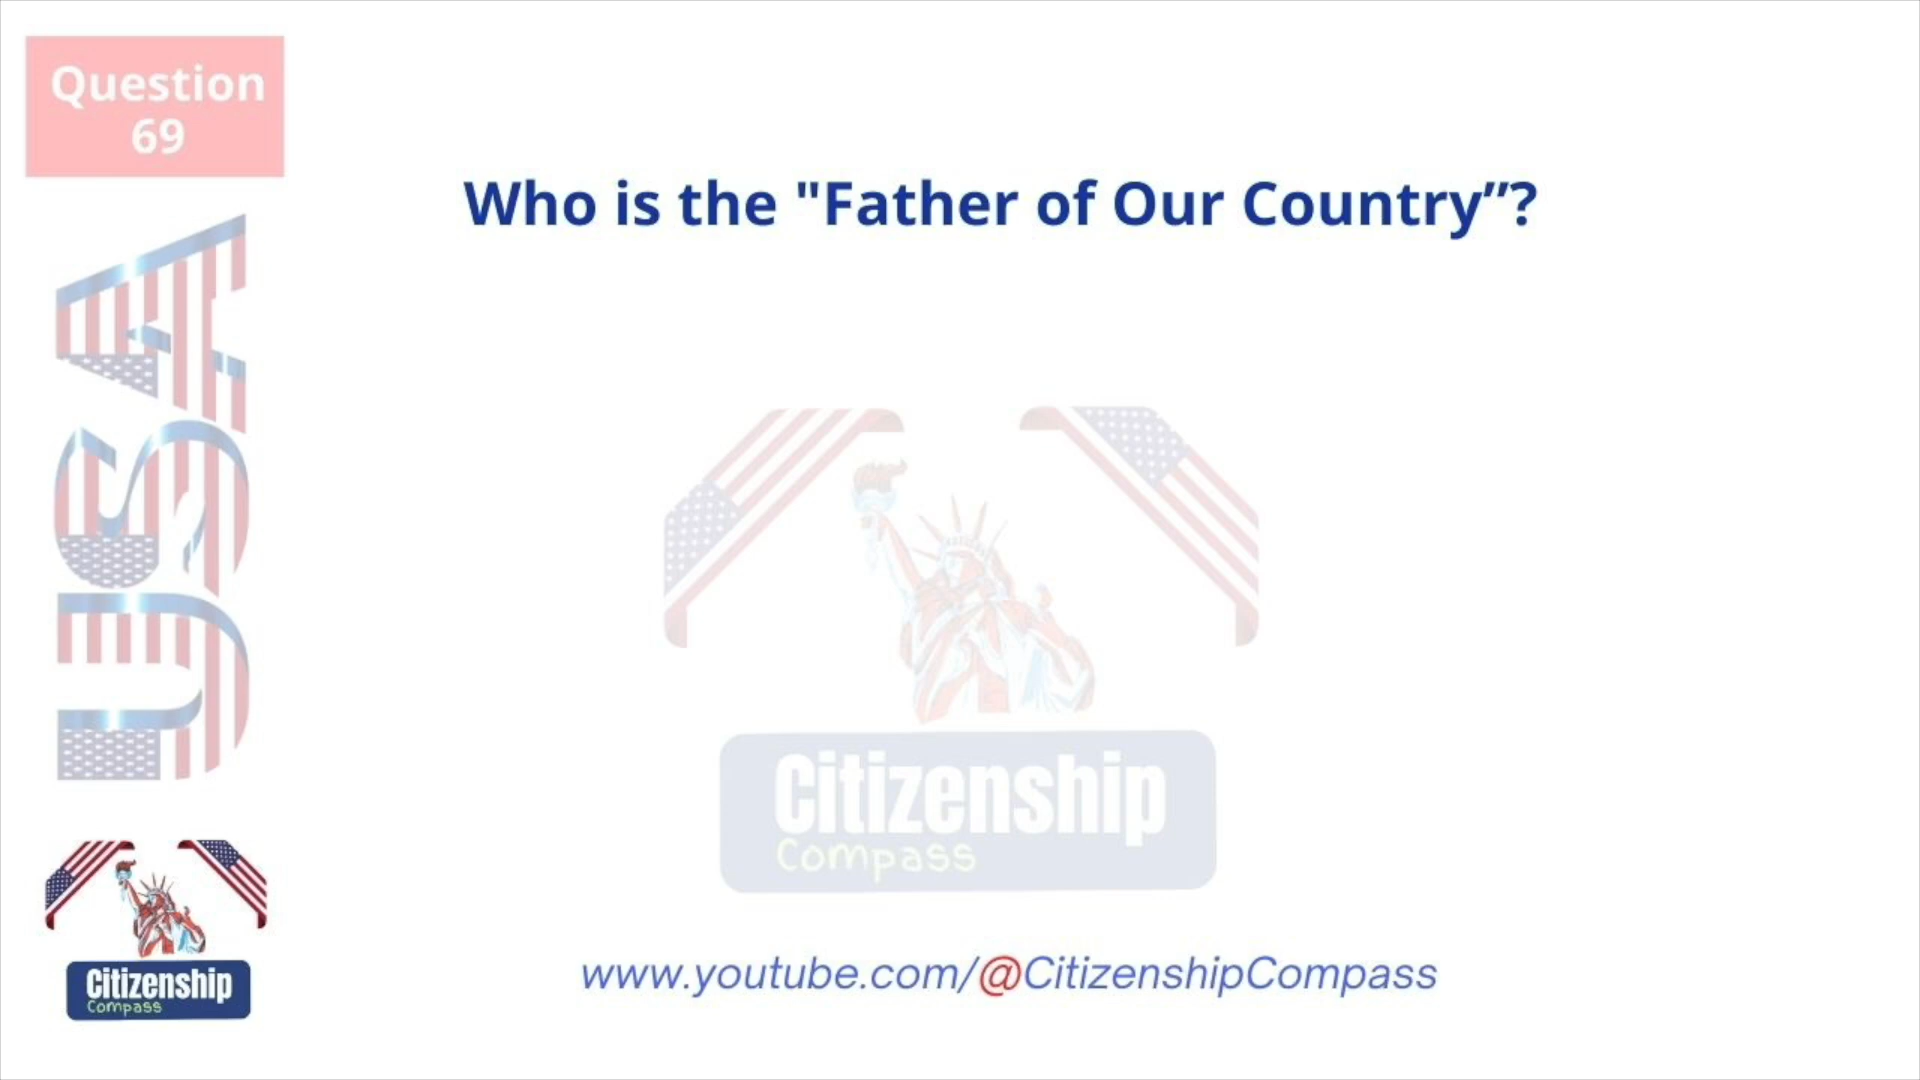 Question
69
Who is the "Father of Our Country”?
USA
Citizenship
Compass
Citizenship
Compass
www.youtube.com/@CitizenshipCompass